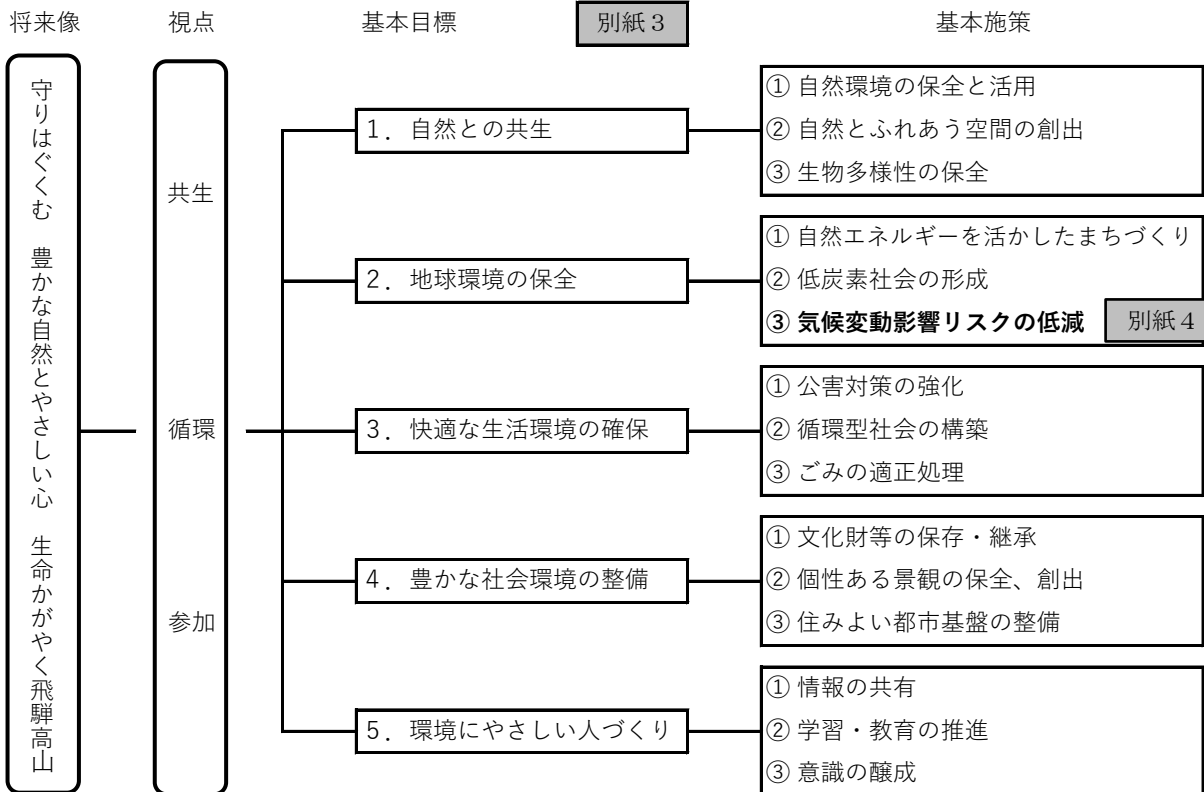 将来像 視点 基本目標 別紙３ 基本施策
守りはぐくむ 豊かな自然とやさしい心 生命かがやく飛騨高山
共生
循環
参加
１．自然との共生
① 自然環境の保全と活用
② 自然とふれあう空間の創出
③ 生物多様性の保全
２．地球環境の保全
① 自然エネルギーを活かしたまちづくり
② 低炭素社会の形成
③ 気候変動影響リスクの低減 別紙４
３．快適な生活環境の確保
① 公害対策の強化
② 循環型社会の構築
③ ごみの適正処理
４．豊かな社会環境の整備
① 文化財等の保存・継承
② 個性ある景観の保全、創出
③ 住みよい都市基盤の整備
５．環境にやさしい人づくり
① 情報の共有
② 学習・教育の推進
③ 意識の醸成